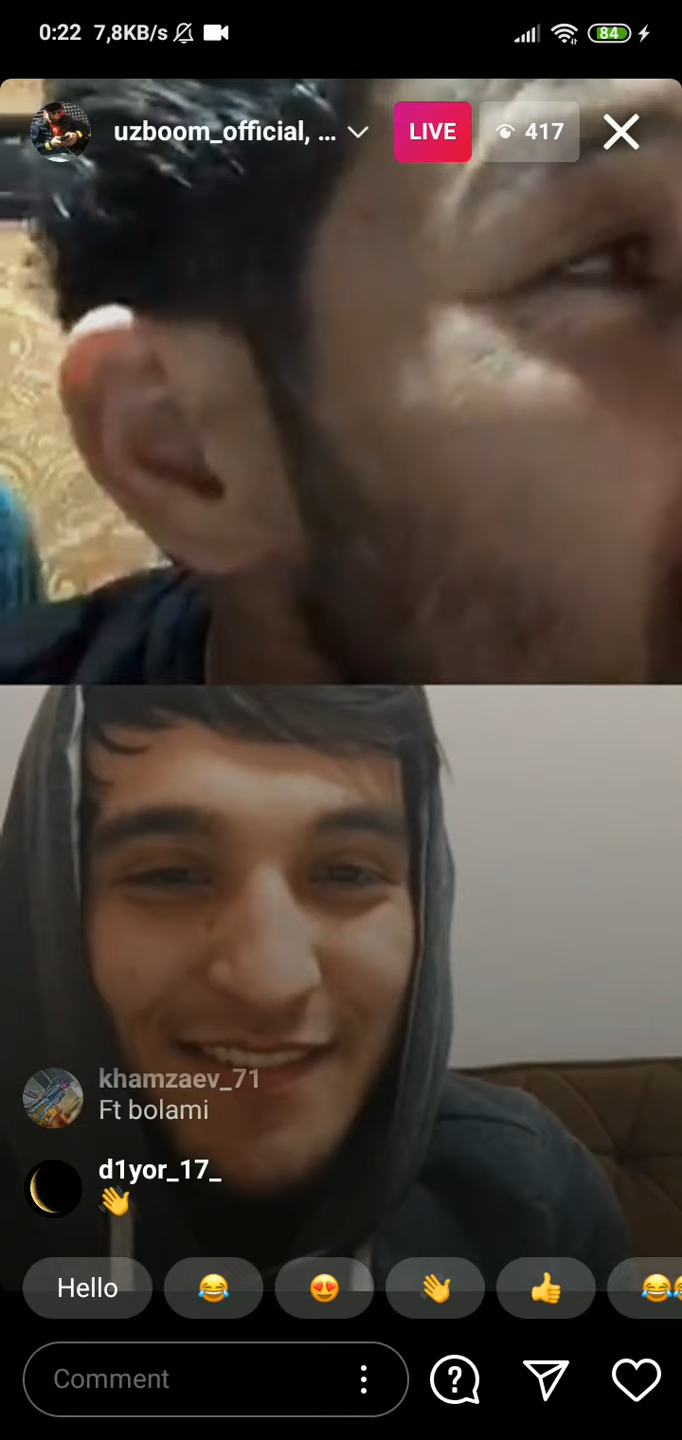 0:22 7,8KB/s 84
uzboom_official, ... LIVE 417
khamzaev_71
Ft bolami
d1yor_17_
👋
Hello 😂 😍 👋 👍 😂
Comment